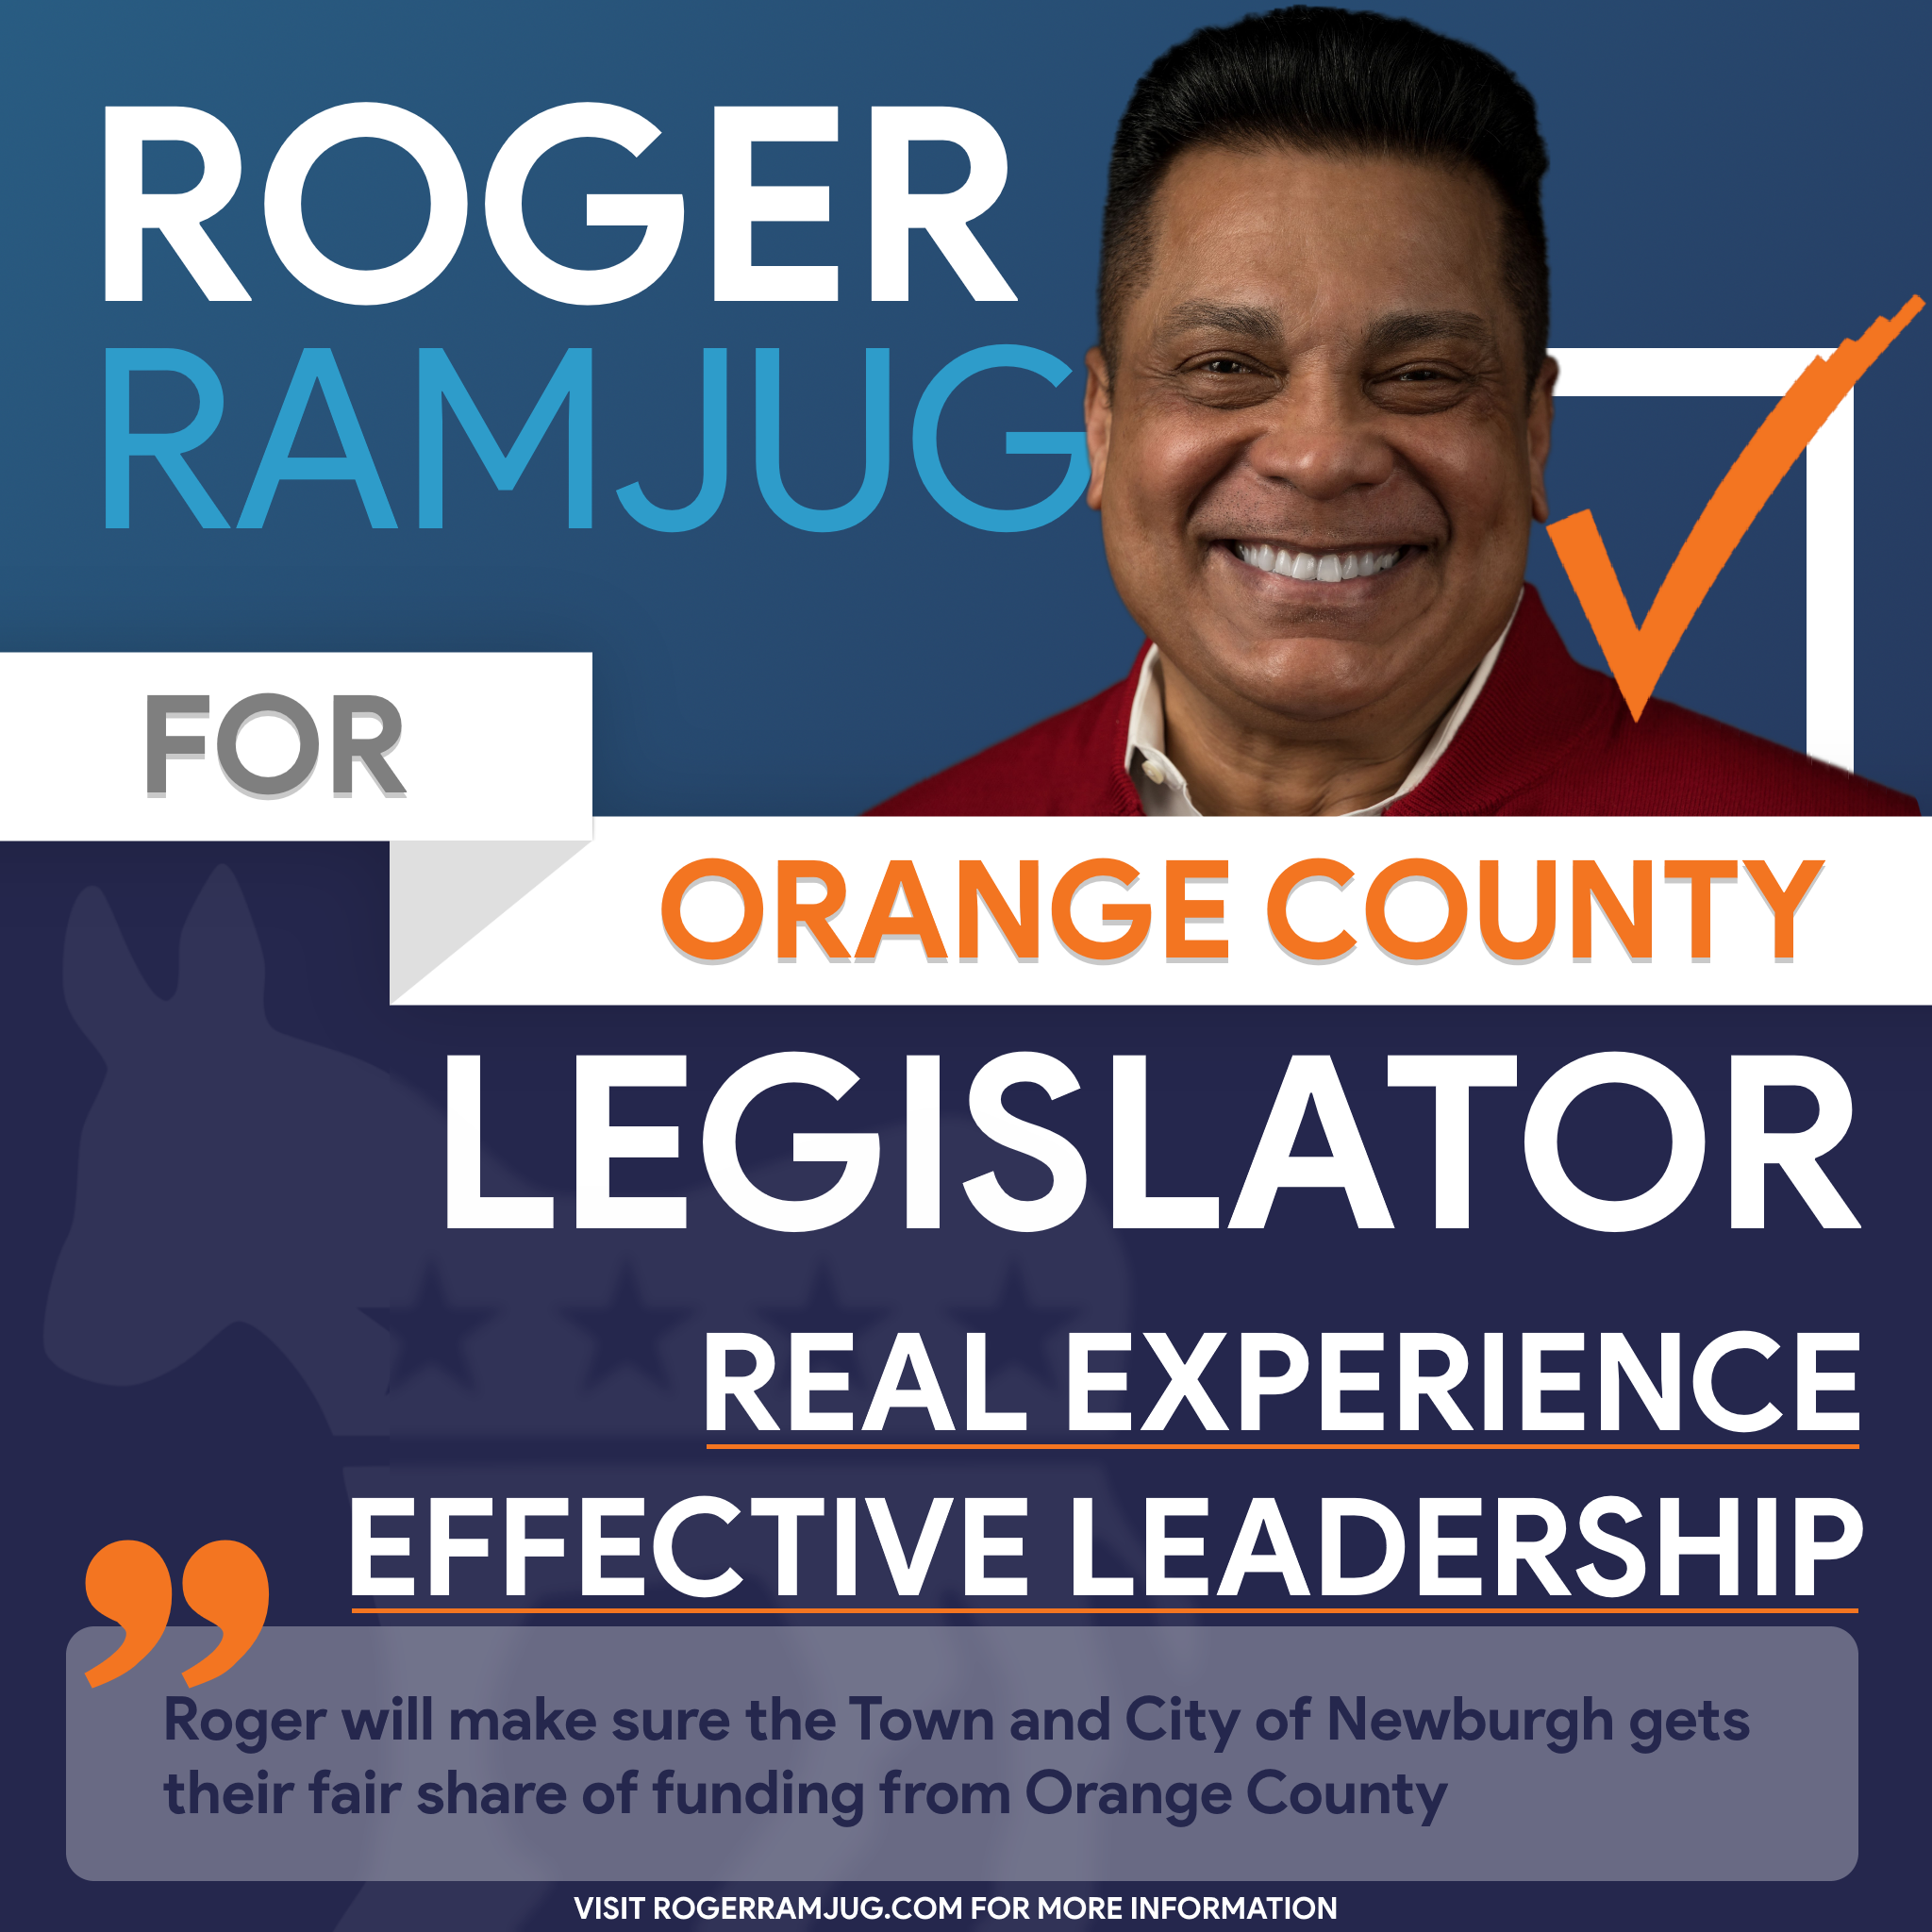 ROGER
RAMJUG
FOR
ORANGE COUNTY
LEGISLATOR
REAL EXPERIENCE
EFFECTIVE LEADERSHIP
”
Roger will make sure the Town and City of Newburgh gets
their fair share of funding from Orange County
VISIT ROGERRAMJUG.COM FOR MORE INFORMATION